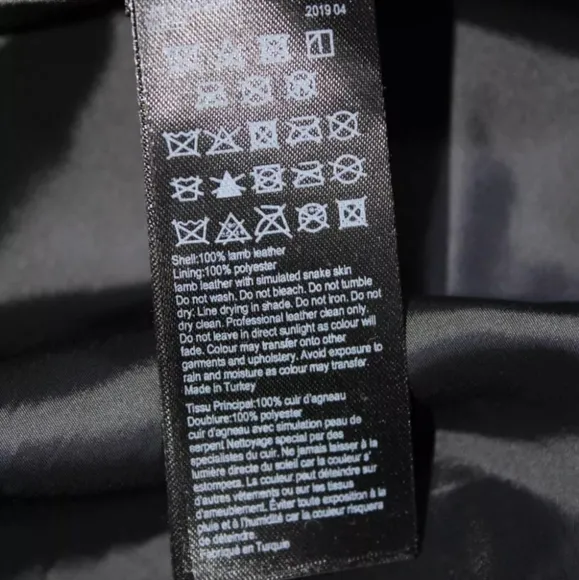 2019 04
Shell:100% lamb leather
Lining:100% polyester
lamb leather with simulated snake skin
Do not wash. Do not bleach. Do not tumble
dry: Line drying in shade. Do not iron. Do not
dry clean. Professional leather clean only.
Do not leave in direct sunlight as colour will
fade. Colour may transfer onto other
garments and upholstery. Avoid exposure to
rain and moisture as colour may transfer.
Made in Turkey
Tissu Principal:100% cuir d'agneau
Doublure:100% polyester
cuir d'agneau avec simulation peau de
serpent Nettoyage special par des
specialistes du cuir. Ne jamais laisser à la
lumière directe du soleil car la couleur s'
estompera. La couleur peut déteindre sur
d'autres vêtements ou sur les tissus
d'ameublement. Éviter toute exposition à la
pluie et à l'humidité car la couleur risquera
de déteindre.
Fabriqué en Turquie